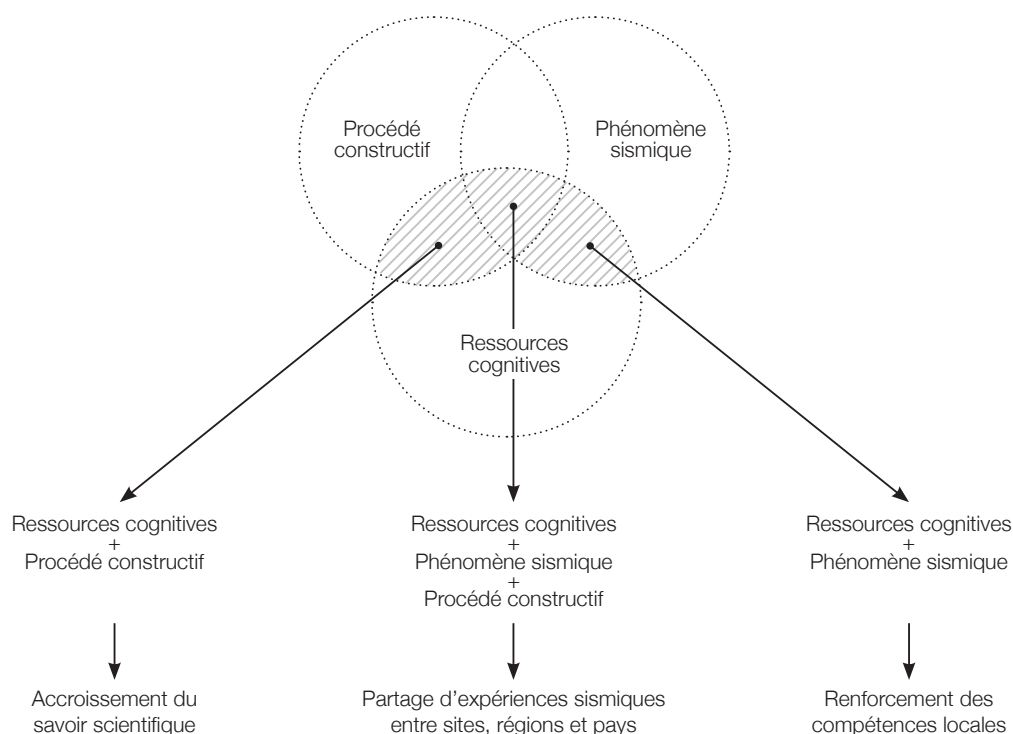 Procédé
constructif
Phénomène
sismique
Ressources
cognitives
Ressources cognitives
+
Procédé constructif
Ressources cognitives
+
Phénomène sismique
+
Procédé constructif
Ressources cognitives
+
Phénomène sismique
Accroissement du
savoir scientifique
Partage d'expériences sismiques
entre sites, régions et pays
Renforcement des
compétences locales